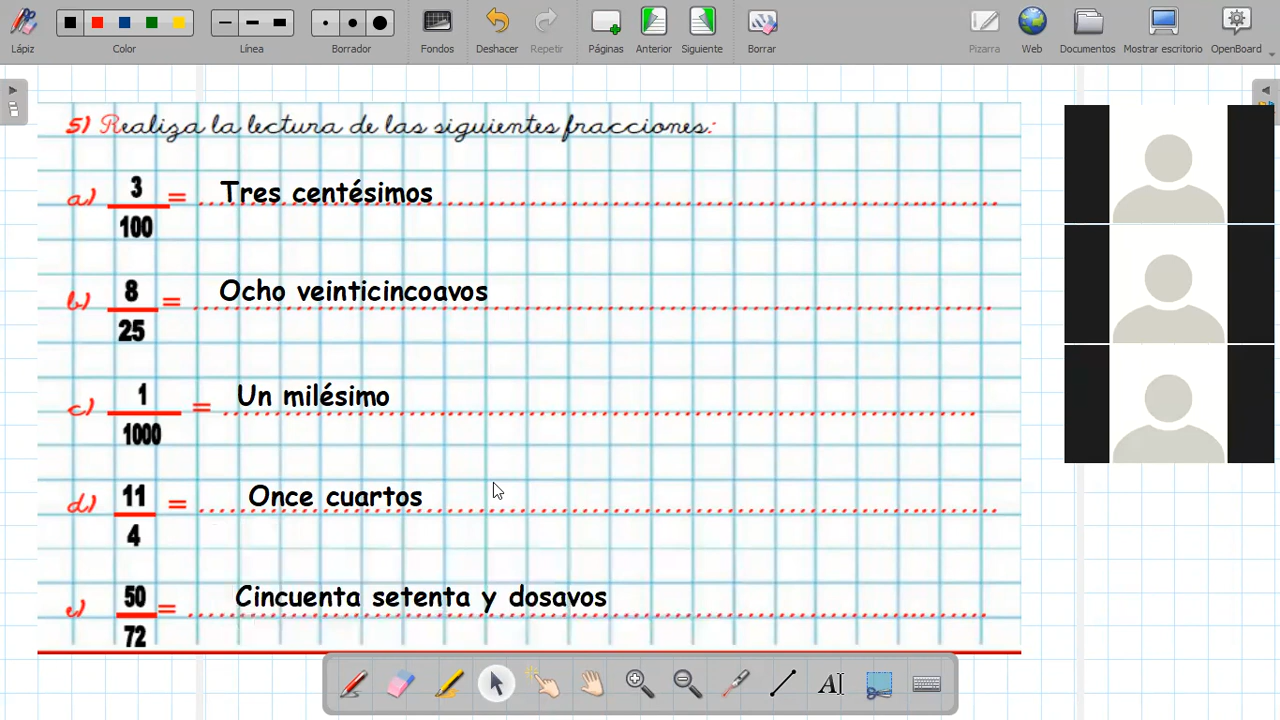 Lápiz Color Línea Borrador Fondos Deshacer Repetir Páginas Anterior Siguiente Borrar Pizarra Web Documentos Mostrar escritorio OpenBoard
5) Realiza la lectura de las siguientes fracciones:
a) 3/100 = Tres centésimos
b) 8/25 = Ocho veinticincoavos
c) 1/1000 = Un milésimo
d) 11/4 = Once cuartos
e) 50/72 = Cincuenta setenta y dosavos